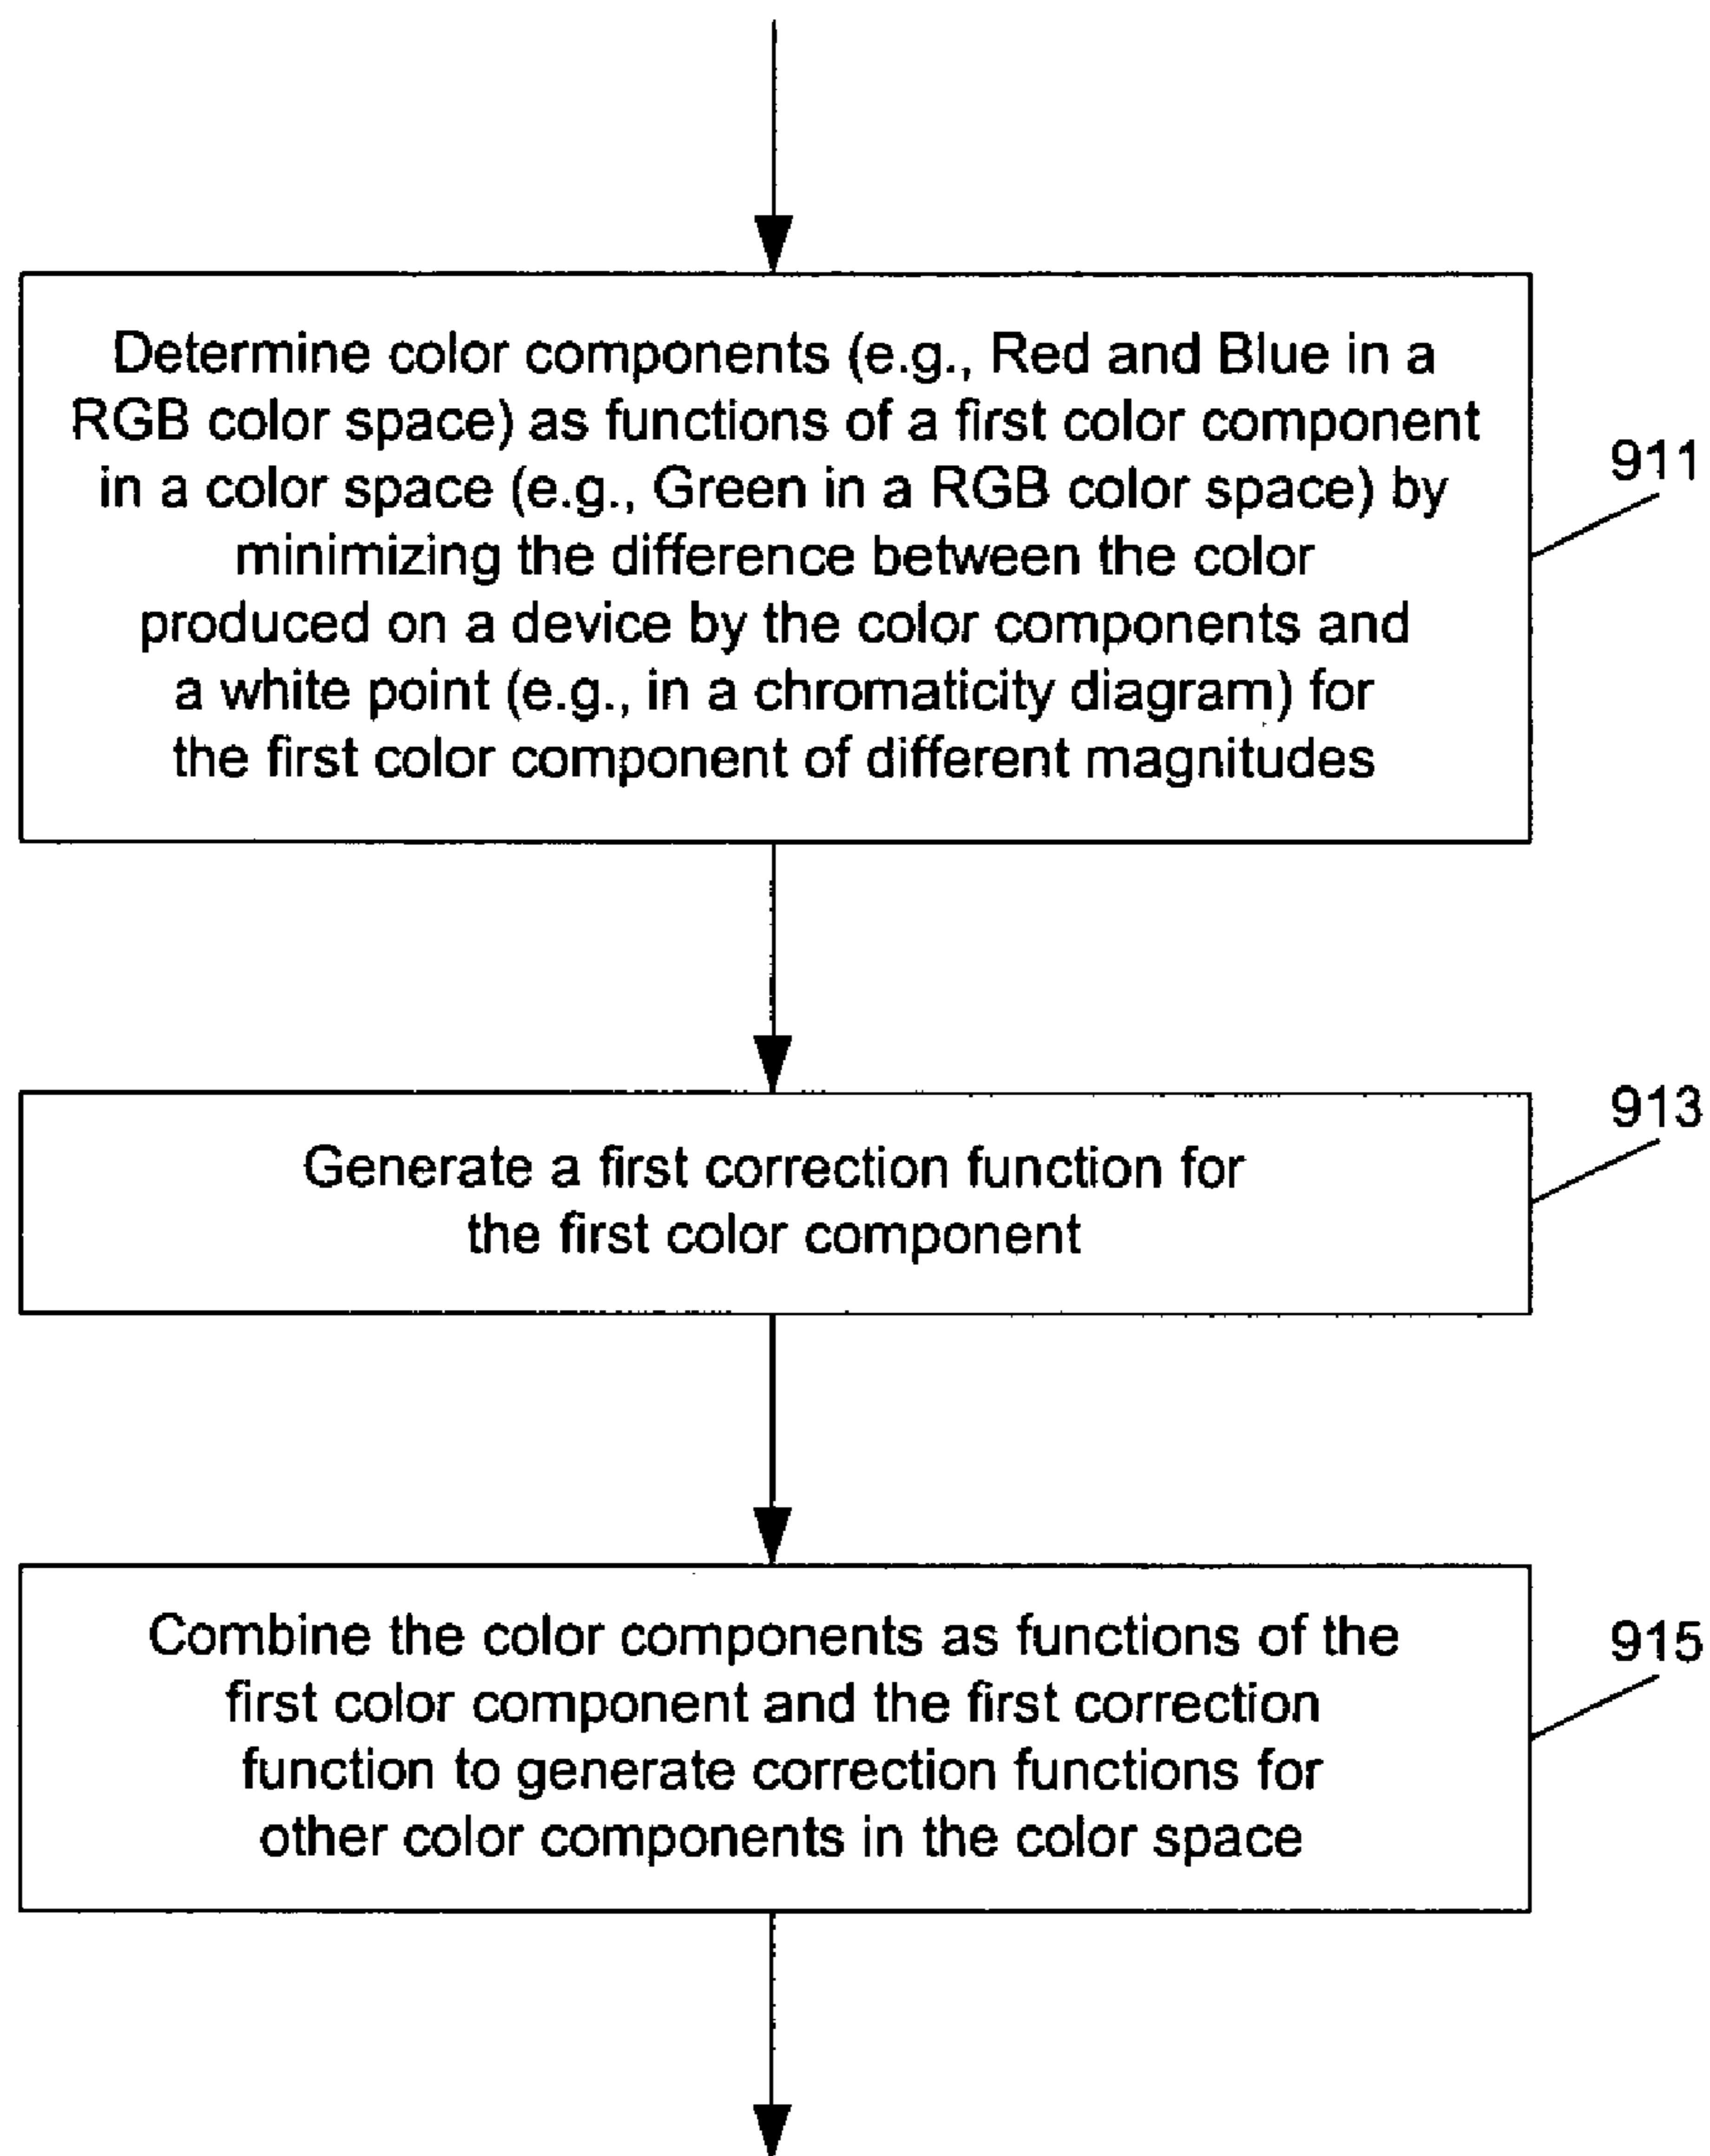 Determine color components (e.g., Red and Blue in a
RGB color space) as functions of a first color component
in a color space (e.g., Green in a RGB color space) by
minimizing the difference between the color
produced on a device by the color components and
a white point (e.g., in a chromaticity diagram) for
the first color component of different magnitudes
911
Generate a first correction function for
the first color component
913
Combine the color components as functions of the
first color component and the first correction
function to generate correction functions for
other color components in the color space
915